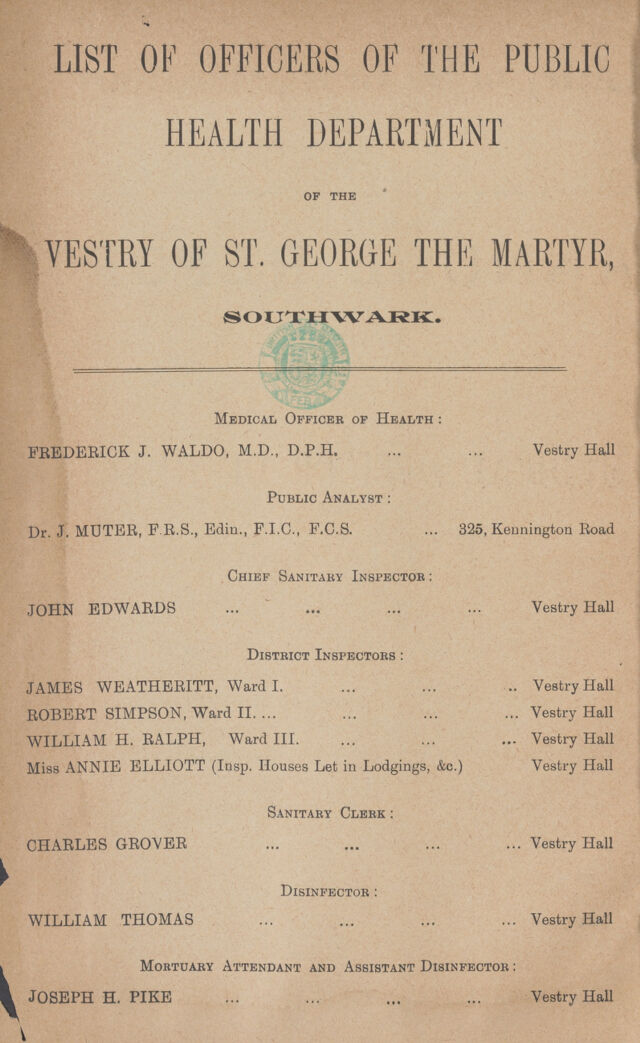 LIST OF OFFICERS OF THE PUBLIC
HEALTH DEPARTMENT
OF THE
VESTRY OF ST. GEORGE THE MARTYR,
SOUTHWARK.
MEDICAL OFFICER OF HEALTH:
FREDERICK J. WALDO, M.D., D.P.H. ... ... Vestry Hall
PUBLIC ANALYST:
Dr. J. MUTER, F.R.S., Edin., F.I.C., F.C.S. ... 325, Kennington Road
CHIEF SANITARY INSPECTOR:
JOHN EDWARDS ... ... ... ... Vestry Hall
DISTRICT INSPECTORS:
JAMES WEATHERITT, Ward I. ... ... .. Vestry Hall
ROBERT SIMPSON, Ward II. ... ... ... ... Vestry Hall
WILLIAM H. RALPH, Ward III. ... ... ... Vestry Hall
Miss ANNIE ELLIOTT (Insp. Houses Let in Lodgings, &c.) Vestry Hall
SANITARY CLERK:
CHARLES GROVER ... ... ... ... Vestry Hall
DISINFECTOR:
WILLIAM THOMAS ... ... ... ... Vestry Hall
MORTUARY ATTENDANT AND ASSISTANT DISINFECTOR:
JOSEPH H. PIKE ... ... ... ... Vestry Hall